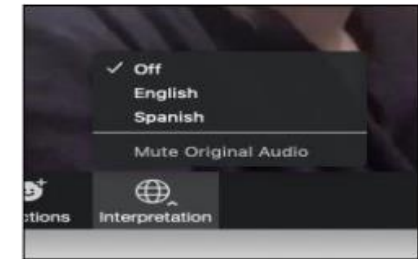 Off
English
Spanish
Mute Original Audio
ctions Interpretation